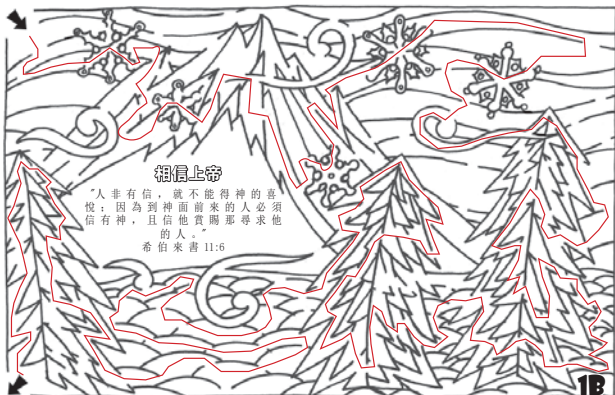 相信上帝
"人非有信，就不能得神的喜
悅；因為到神面前來的人必須
信有神，且信他賞賜那尋求他
的人。"
希伯來書 11:6
1B